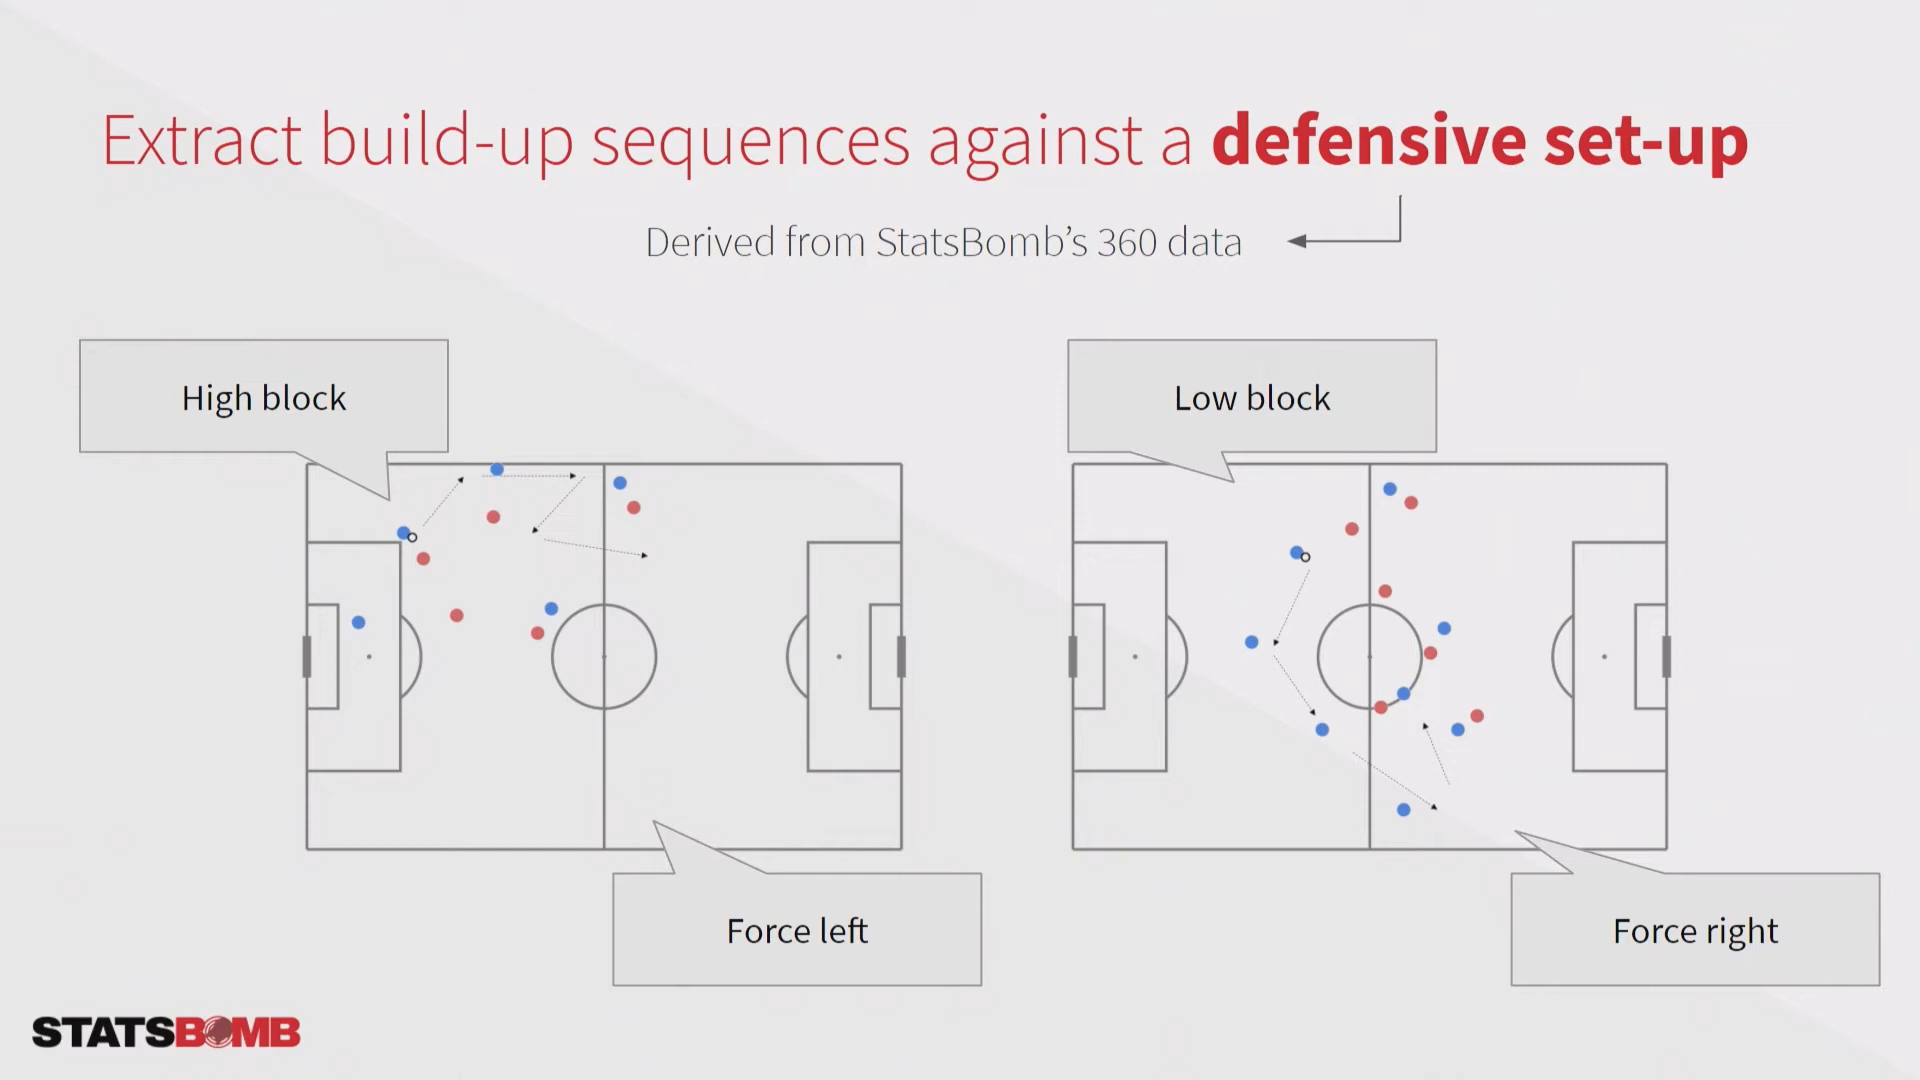 Extract build-up sequences against a defensive set-up
Derived from StatsBomb’s 360 data
High block
Low block
Force left
Force right
STATSBOMB